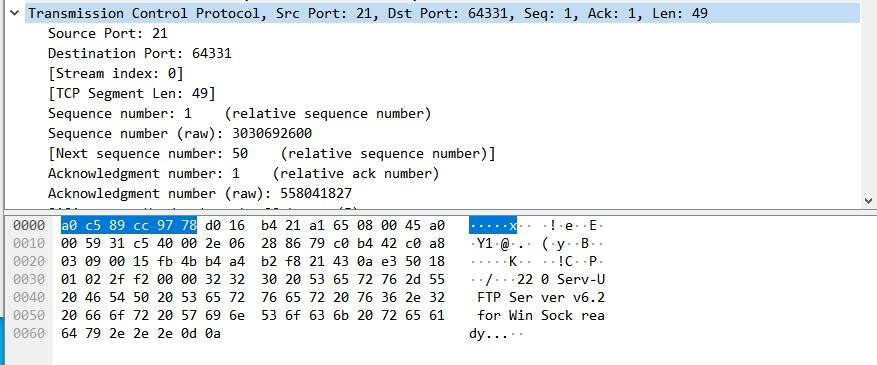 Transmission Control Protocol, Src Port: 21, Dst Port: 64331, Seq: 1, Ack: 1, Len: 49
Source Port: 21
Destination Port: 64331
[Stream index: 0]
[TCP Segment Len: 49]
Sequence number: 1    (relative sequence number)
Sequence number (raw): 3030692600
[Next sequence number: 50    (relative sequence number)]
Acknowledgment number: 1    (relative ack number)
Acknowledgment number (raw): 558041827
0000  a0 c5 89 cc 97 78 d0 16  b4 21 a1 65 08 00 45 a0  ·····x·· ·!·e··E·
0010  00 59 31 c5 40 00 2e 06  28 86 79 c0 b4 42 c0 a8  ·Y1·@·.· (·y··B··
0020  03 09 00 15 fb 4b b4 a4  b2 f8 21 43 0a e3 50 18  ·····K·· ··!C··P·
0030  01 02 2f f2 00 00 32 32  30 20 53 65 72 76 2d 55  ··/···22 0 Serv-U
0040  20 46 54 50 20 53 65 72  76 65 72 20 76 36 2e 32   FTP Ser ver v6.2
0050  20 66 6f 72 20 57 69 6e  53 6f 63 6b 20 72 65 61   for Win Sock rea
0060  64 79 2e 2e 2e 0d 0a  dy...··